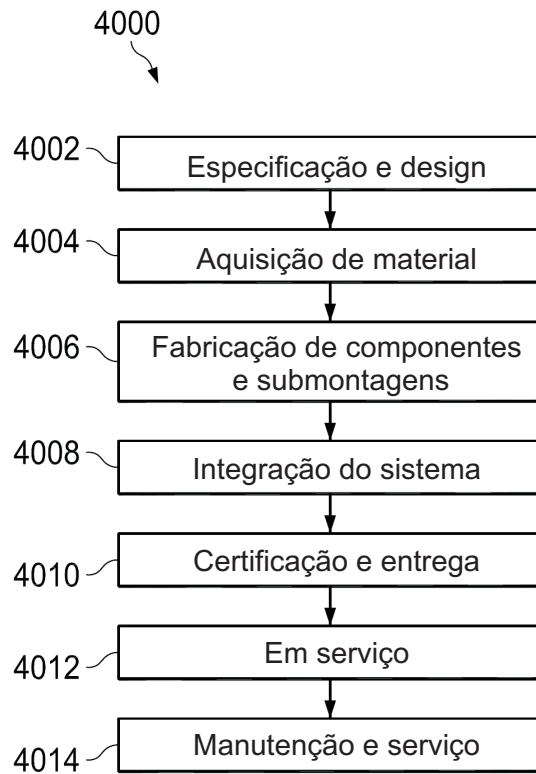 4000
4002
Especificação e design
4004
Aquisição de material
4006
Fabricação de componentes
e submontagens
4008
Integração do sistema
4010
Certificação e entrega
4012
Em serviço
4014
Manutenção e serviço